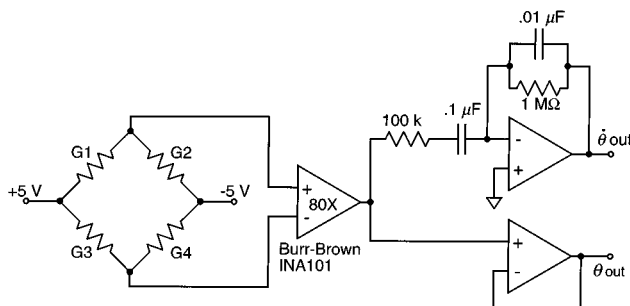 .01 μF
1 MΩ
100 k
.1 μF
-
+
θ̇ out
G1
G2
+5 V
-5 V
G3
G4
+
80X
-
Burr-Brown
INA101
+
-
θ out